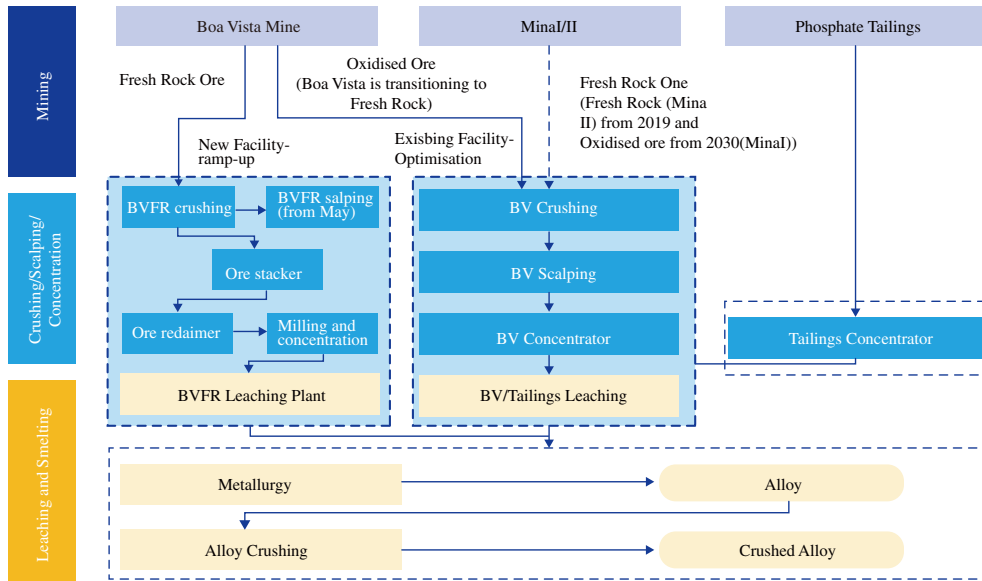 Mining
Boa Vista Mine
MinaI/II
Phosphate Tailings
Fresh Rock Ore
Oxidised Ore
(Boa Vista is transitioning to
Fresh Rock)
Fresh Rock One
(Fresh Rock (Mina
II) from 2019 and
Oxidised ore from 2030(MinaI))
New Facility-
ramp-up
Exisbing Facility-
Optimisation
Crushing/Scalping/
Concentration
BVFR crushing
BVFR salping
(from May)
Ore stacker
Ore redaimer
Milling and
concentration
BVFR Leaching Plant
BV Crushing
BV Scalping
BV Concentrator
BV/Tailings Leaching
Tailings Concentrator
Leaching and Smelting
Metallurgy
Alloy
Alloy Crushing
Crushed Alloy